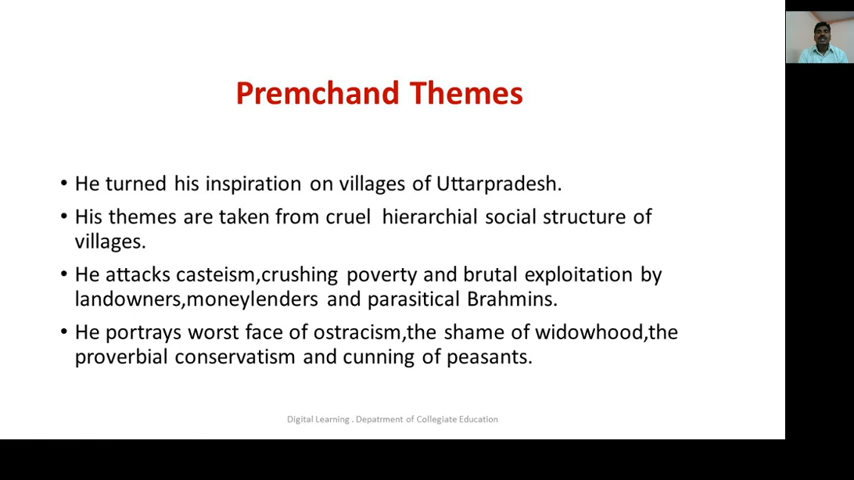 Premchand Themes
• He turned his inspiration on villages of Uttarpradesh.
• His themes are taken from cruel hierarchial social structure of
villages.
• He attacks casteism,crushing poverty and brutal exploitation by
landowners,moneylenders and parasitical Brahmins.
• He portrays worst face of ostracism,the shame of widowhood,the
proverbial conservatism and cunning of peasants.
Digital Learning . Depatrment of Collegiate Education